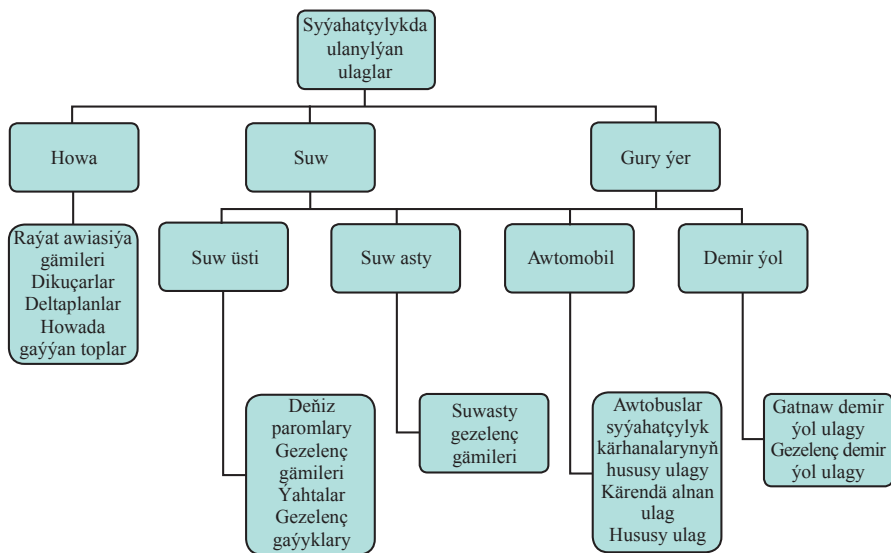 Syýahatçylykda
ulanylýan
ulaglar
Howa
Suw
Gury ýer
Raýat awiasiýa
gämileri
Dikuçarlar
Deltaplanlar
Howada
gaýýan toplar
Suw üsti
Suw asty
Awtomobil
Demir ýol
Deňiz
paromlary
Gezelenç
gämileri
Ýahtalar
Gezelenç
gaýyklary
Suwasty
gezelenç
gämileri
Awtobuslar
syýahatçylyk
kärhanalarynyň
hususy ulagy
Kärendä alnan
ulag
Hususy ulag
Gatnaw demir
ýol ulagy
Gezelenç demir
ýol ulagy